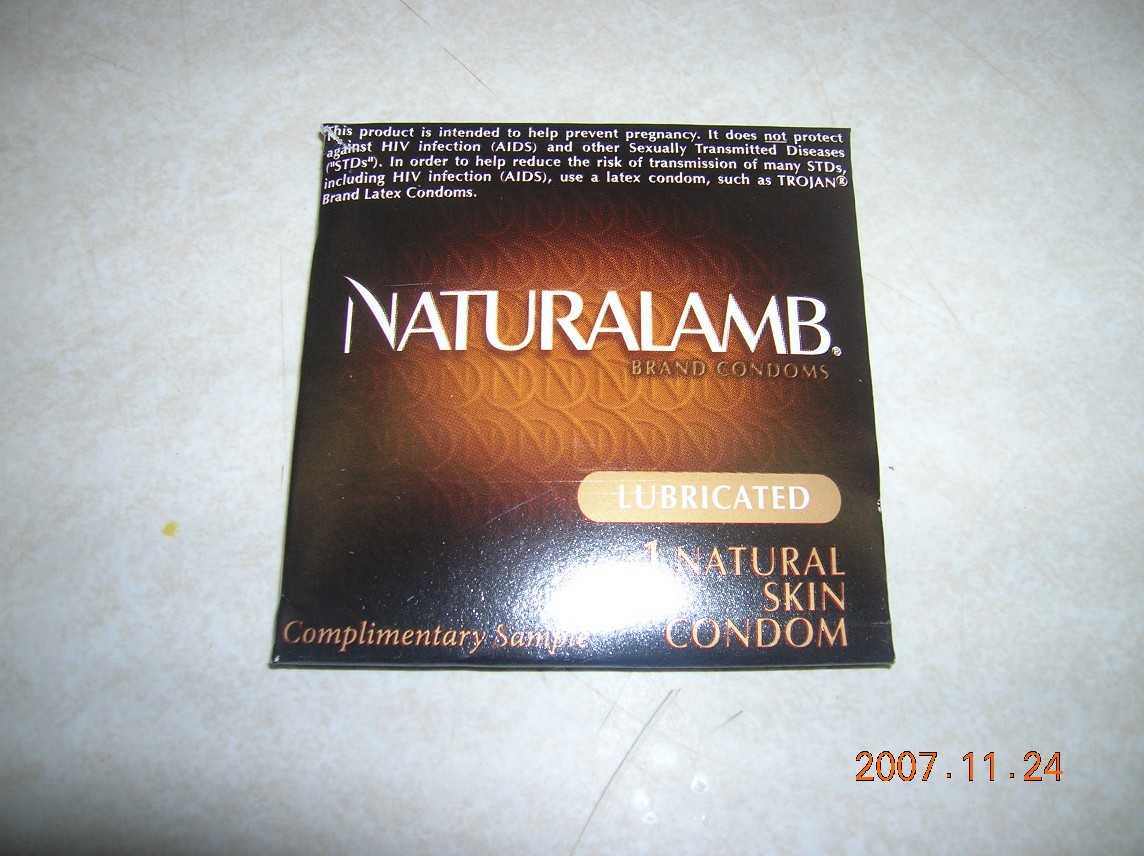 This product is intended to help prevent pregnancy. It does not protect
against HIV infection (AIDS) and other Sexually Transmitted Diseases
("STDs"). In order to help reduce the risk of transmission of many STDs,
including HIV infection (AIDS), use a latex condom, such as TROJAN®
Brand Latex Condoms.
NATURALAMB®
BRAND CONDOMS
LUBRICATED
1 NATURAL
SKIN
CONDOM
Complimentary Sample
2007.11.24